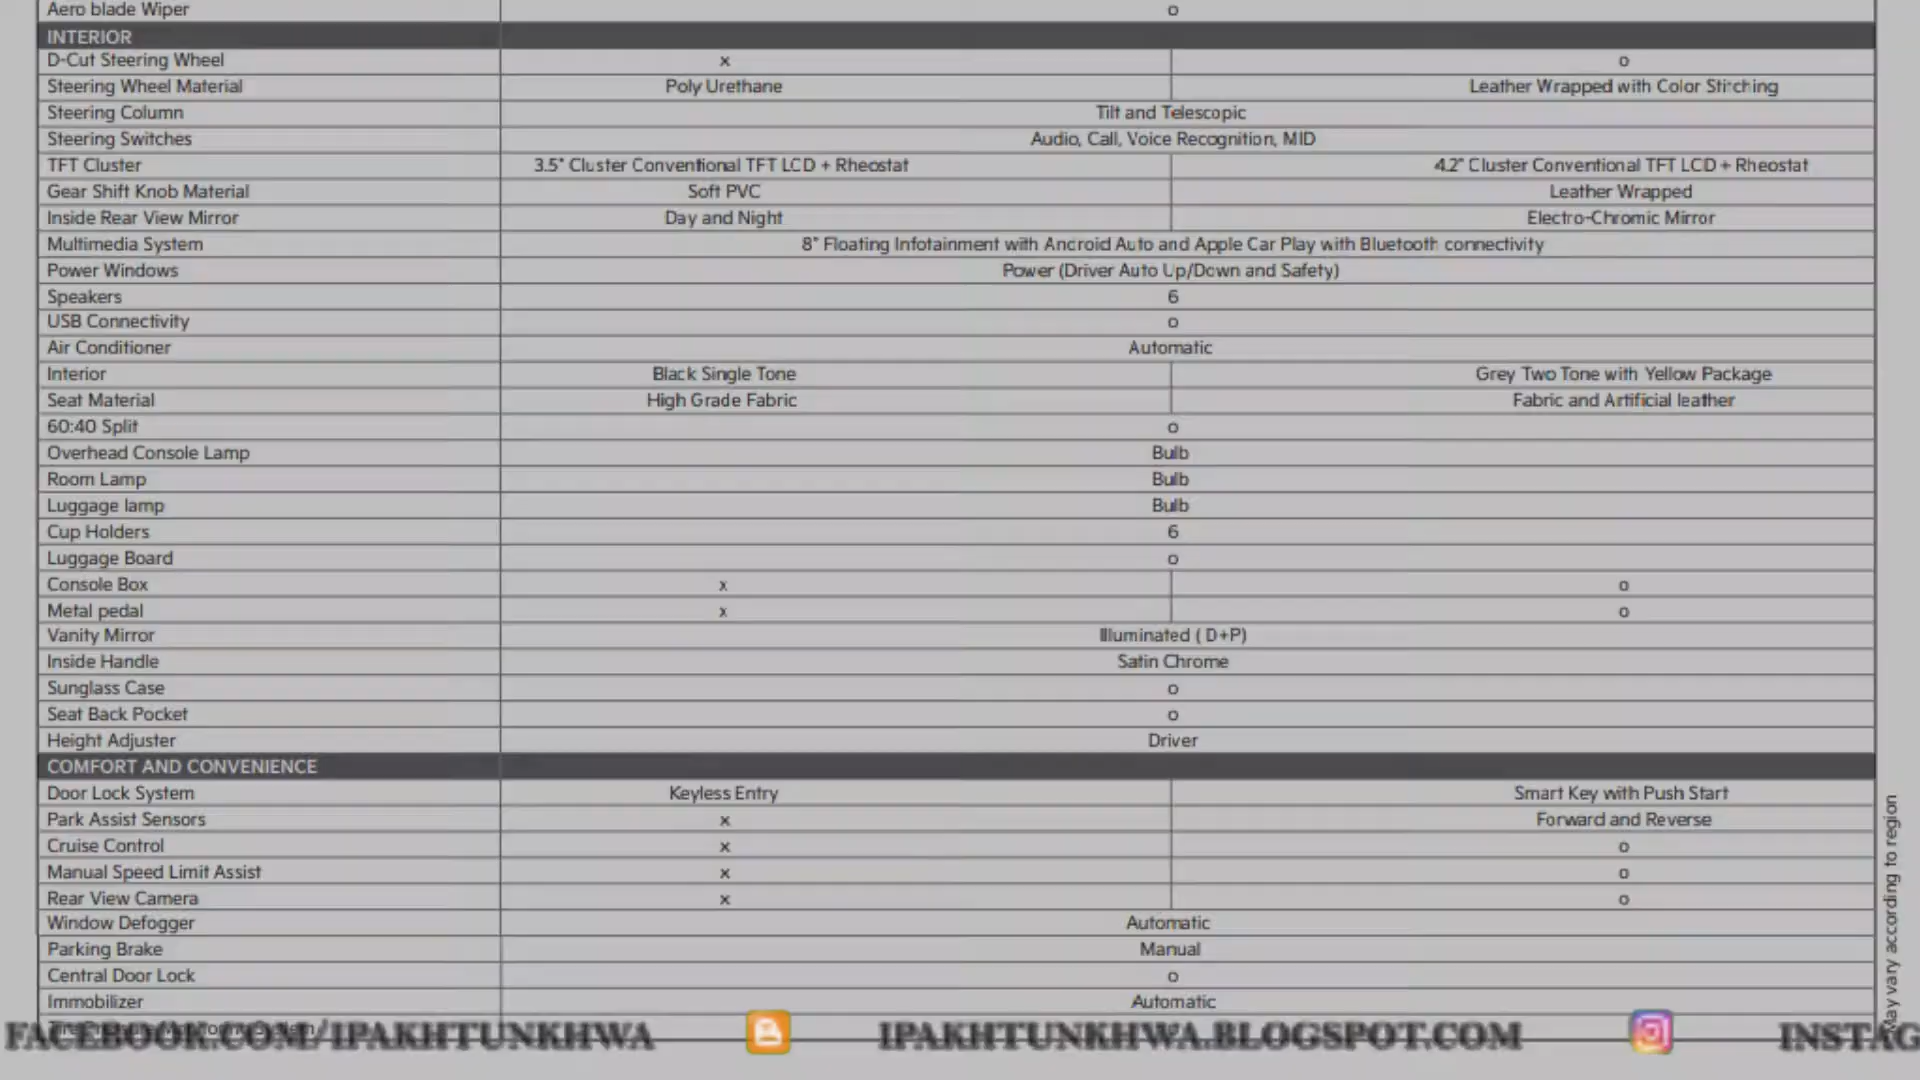 Aero blade Wiper o
INTERIOR
D-Cut Steering Wheel x o
Steering Wheel Material Poly Urethane Leather Wrapped with Color Stitching
Steering Column Tilt and Telescopic
Steering Switches Audio, Call, Voice Recognition, MID
TFT Cluster 3.5" Cluster Conventional TFT LCD + Rheostat 4.2" Cluster Conventional TFT LCD + Rheostat
Gear Shift Knob Material Soft PVC Leather Wrapped
Inside Rear View Mirror Day and Night Electro-Chromic Mirror
Multimedia System 8" Floating Infotainment with Android Auto and Apple Car Play with Bluetooth connectivity
Power Windows Power (Driver Auto Up/Down and Safety)
Speakers 6
USB Connectivity o
Air Conditioner Automatic
Interior Black Single Tone Grey Two Tone with Yellow Package
Seat Material High Grade Fabric Fabric and Artificial leather
60:40 Split o
Overhead Console Lamp Bulb
Room Lamp Bulb
Luggage lamp Bulb
Cup Holders 6
Luggage Board o
Console Box x o
Metal pedal x o
Vanity Mirror Illuminated ( D+P)
Inside Handle Satin Chrome
Sunglass Case o
Seat Back Pocket o
Height Adjuster Driver
COMFORT AND CONVENIENCE
Door Lock System Keyless Entry Smart Key with Push Start
Park Assist Sensors x Forward and Reverse
Cruise Control x o
Manual Speed Limit Assist x o
Rear View Camera x o
Window Defogger Automatic
Parking Brake Manual
Central Door Lock o
Immobilizer Automatic
May vary according to region
FACEBOOK.COM/IPAKHTUNKHWA IPAKHTUNKHWA.BLOGSPOT.COM INSTAG